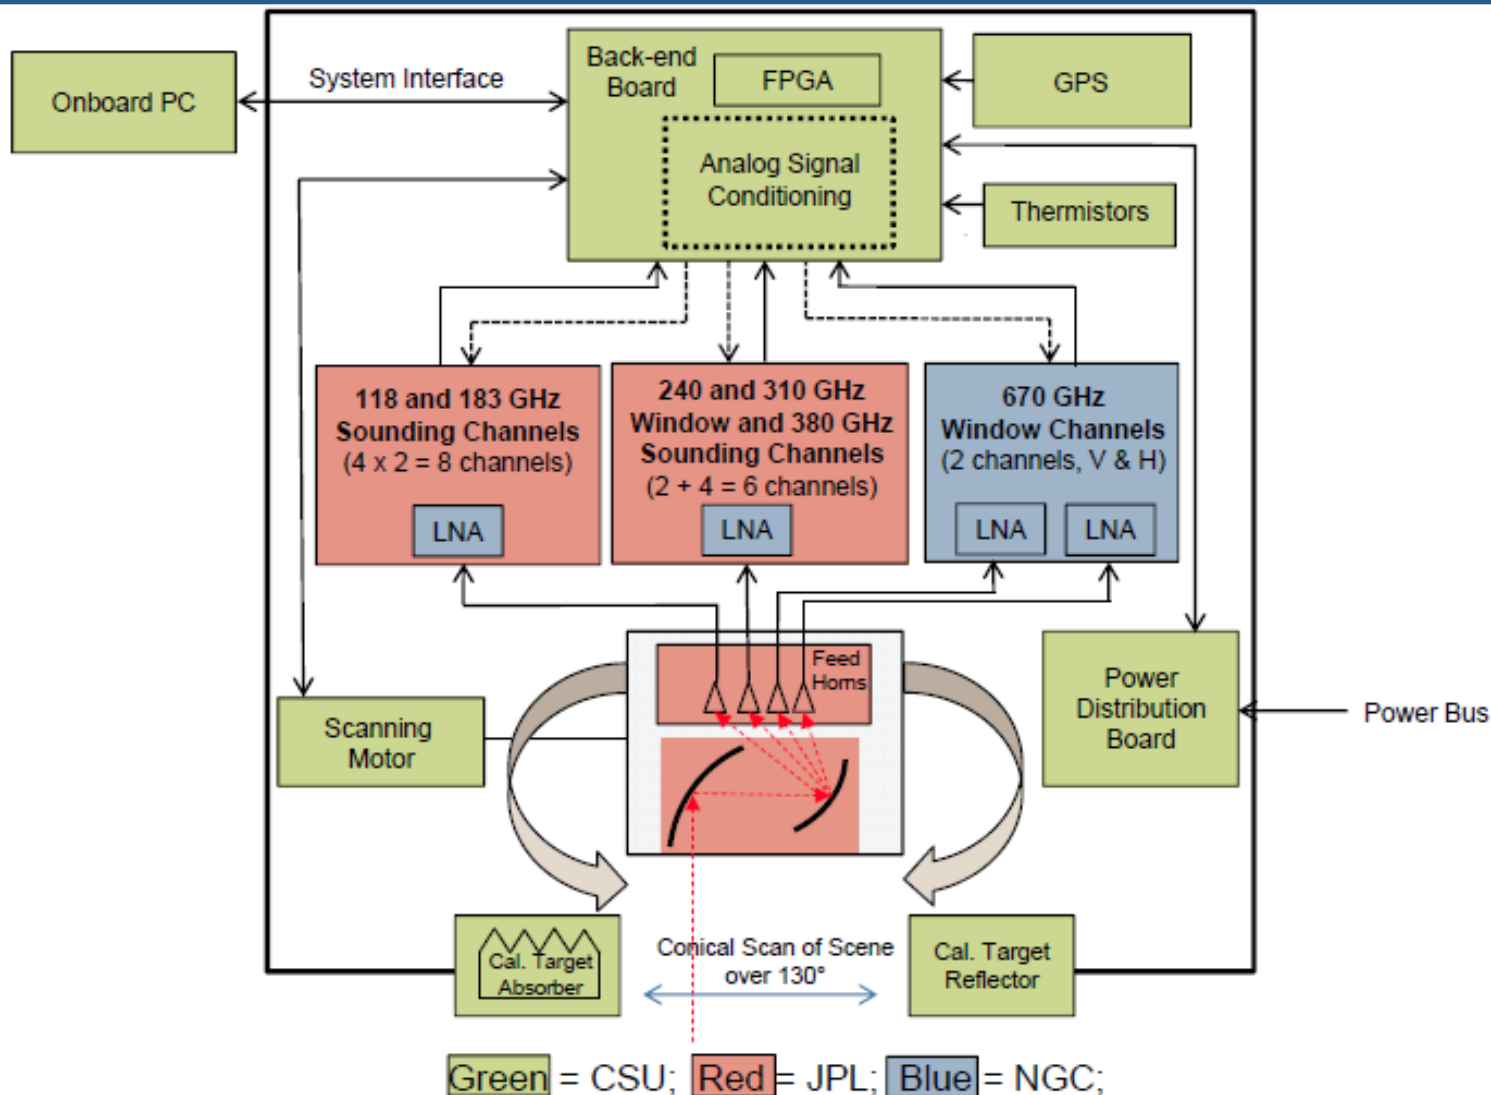 Onboard PC
System Interface
Back-end
Board
FPGA
Analog Signal
Conditioning
GPS
Thermistors
118 and 183 GHz
Sounding Channels
(4 x 2 = 8 channels)
LNA
240 and 310 GHz
Window and 380 GHz
Sounding Channels
(2 + 4 = 6 channels)
LNA
670 GHz
Window Channels
(2 channels, V & H)
LNA
LNA
Feed
Horns
Scanning
Motor
Power
Distribution
Board
Power Bus
Cal. Target
Absorber
Conical Scan of Scene
over 130°
Cal. Target
Reflector
Green = CSU; Red = JPL; Blue = NGC;